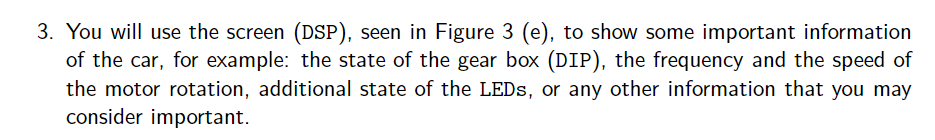 3. You will use the screen (DSP), seen in Figure 3 (e), to show some important information
of the car, for example: the state of the gear box (DIP), the frequency and the speed of
the motor rotation, additional state of the LEDs, or any other information that you may
consider important.